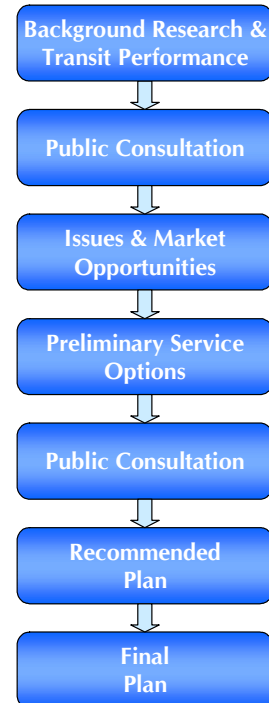 Background Research &
Transit Performance
Public Consultation
Issues & Market
Opportunities
Preliminary Service
Options
Public Consultation
Recommended
Plan
Final
Plan